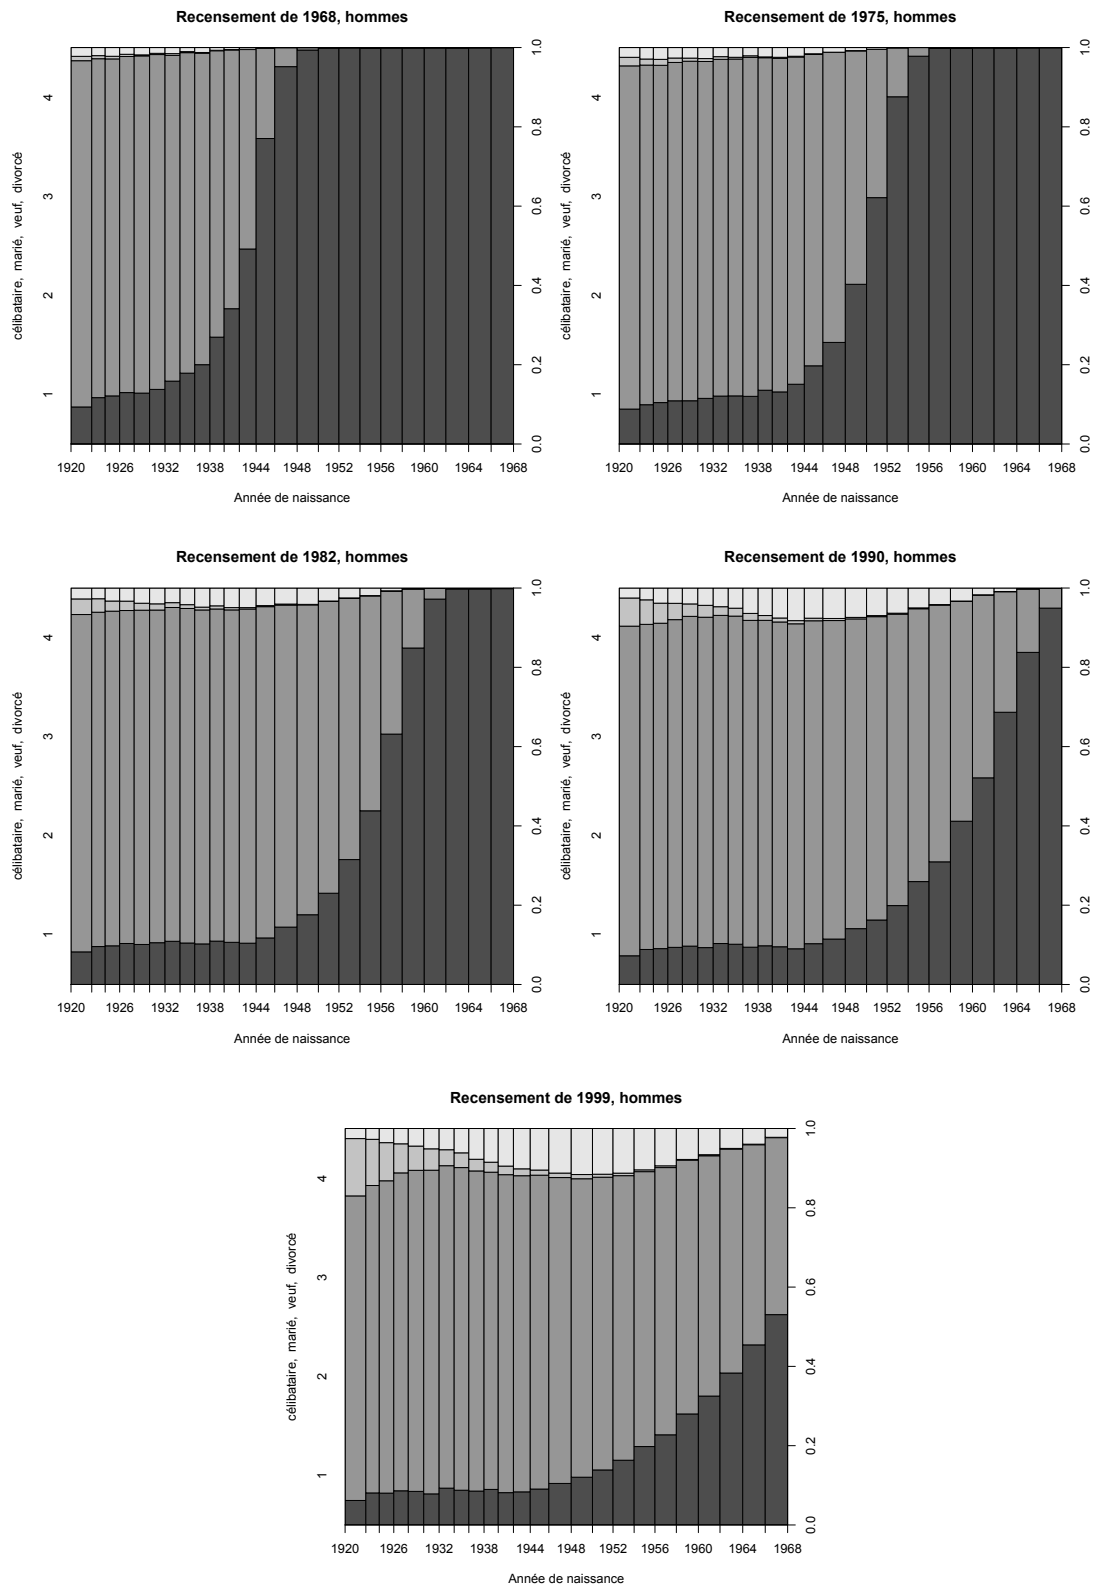 Recensement de 1968, hommes
1.0
0.8
0.6
0.4
0.2
0.0
4
3
2
1
célibataire, marié, veuf, divorcé
1920 1926 1932 1938 1944 1948 1952 1956 1960 1964 1968
Année de naissance
Recensement de 1975, hommes
1.0
0.8
0.6
0.4
0.2
0.0
4
3
2
1
célibataire, marié, veuf, divorcé
1920 1926 1932 1938 1944 1948 1952 1956 1960 1964 1968
Année de naissance
Recensement de 1982, hommes
1.0
0.8
0.6
0.4
0.2
0.0
4
3
2
1
célibataire, marié, veuf, divorcé
1920 1926 1932 1938 1944 1948 1952 1956 1960 1964 1968
Année de naissance
Recensement de 1990, hommes
1.0
0.8
0.6
0.4
0.2
0.0
4
3
2
1
célibataire, marié, veuf, divorcé
1920 1926 1932 1938 1944 1948 1952 1956 1960 1964 1968
Année de naissance
Recensement de 1999, hommes
1.0
0.8
0.6
0.4
0.2
0.0
4
3
2
1
célibataire, marié, veuf, divorcé
1920 1926 1932 1938 1944 1948 1952 1956 1960 1964 1968
Année de naissance